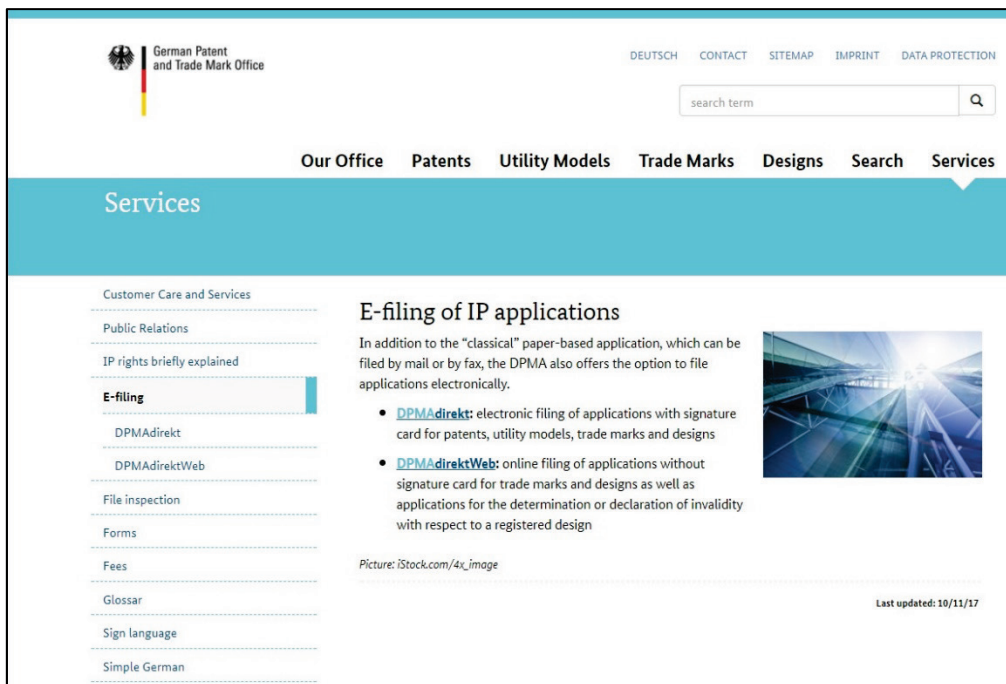 German Patent
and Trade Mark Office
DEUTSCH CONTACT SITEMAP IMPRINT DATA PROTECTION
search term
Our Office Patents Utility Models Trade Marks Designs Search Services
Services
Customer Care and Services
Public Relations
IP rights briefly explained
E-filing
DPMAdirekt
DPMAdirektWeb
File inspection
Forms
Fees
Glossar
Sign language
Simple German
E-filing of IP applications
In addition to the “classical” paper-based application, which can be
filed by mail or by fax, the DPMA also offers the option to file
applications electronically.
• DPMAdirekt: electronic filing of applications with signature
card for patents, utility models, trade marks and designs
• DPMAdirektWeb: online filing of applications without
signature card for trade marks and designs as well as
applications for the determination or declaration of invalidity
with respect to a registered design
Picture: iStock.com/4x_image
Last updated: 10/11/17